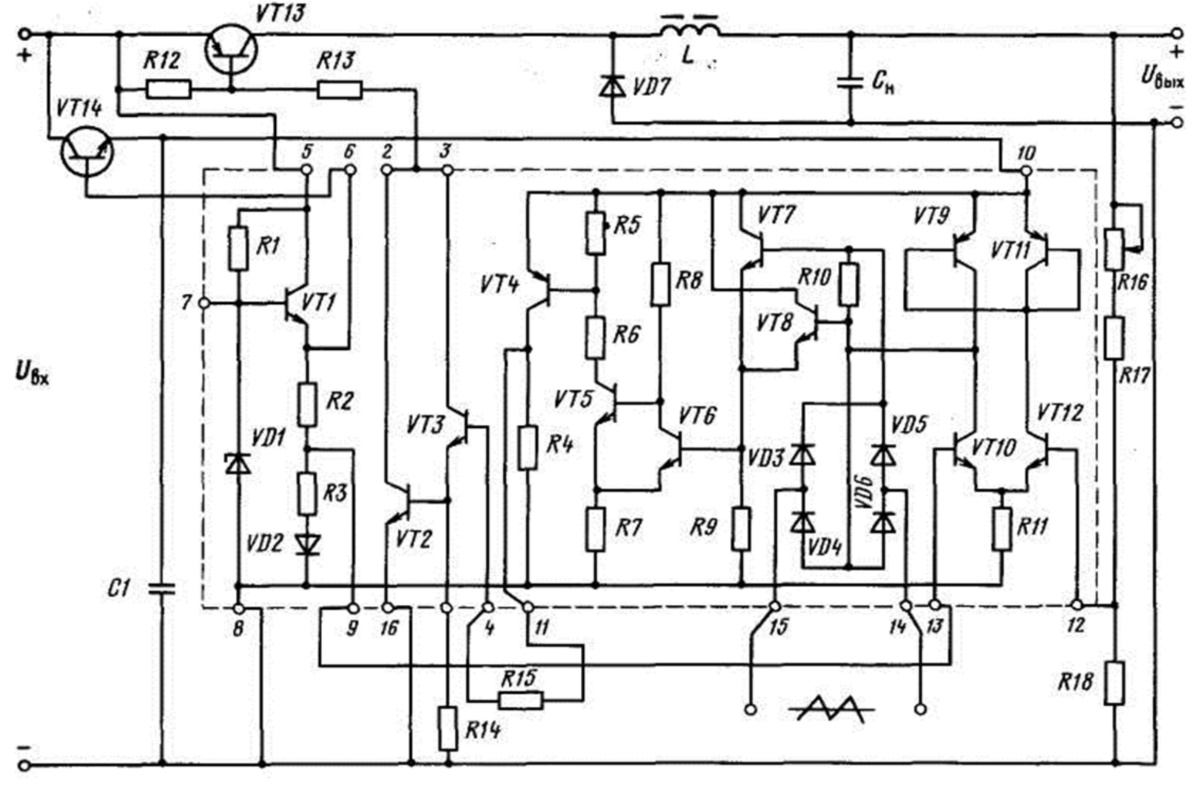 VT13
+
R12
R13
L
VD7
Cн
+
Uвых
−
VT14
5
6
2
3
10
R1
R5
VT7
VT9
VT11
VT4
R8
R10
R16
7
VT1
VT8
R6
Uвх
R17
R2
VT5
VT6
VD5
VT12
VD1
VT3
R4
VD3
VT10
R3
VD6
VD2
VT2
R7
R9
VD4
R11
C1
8
9
16
4
11
15
14
13
12
R15
R18
R14
−